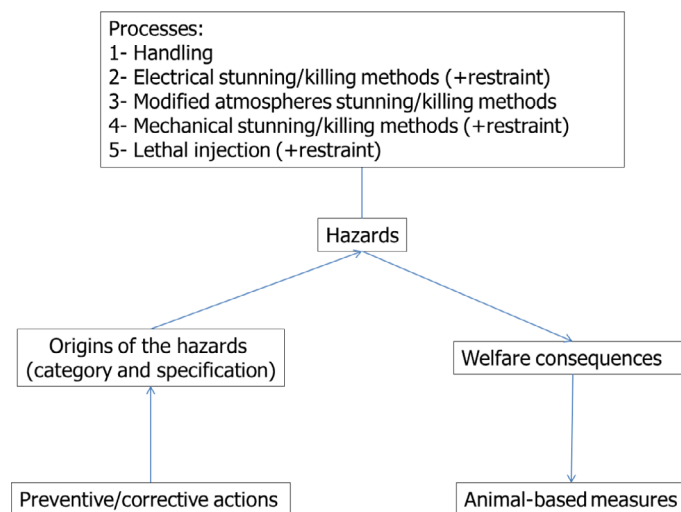 Processes:
1- Handling
2- Electrical stunning/killing methods (+restraint)
3- Modified atmospheres stunning/killing methods
4- Mechanical stunning/killing methods (+restraint)
5- Lethal injection (+restraint)
Hazards
Origins of the hazards
(category and specification)
Welfare consequences
Preventive/corrective actions
Animal-based measures